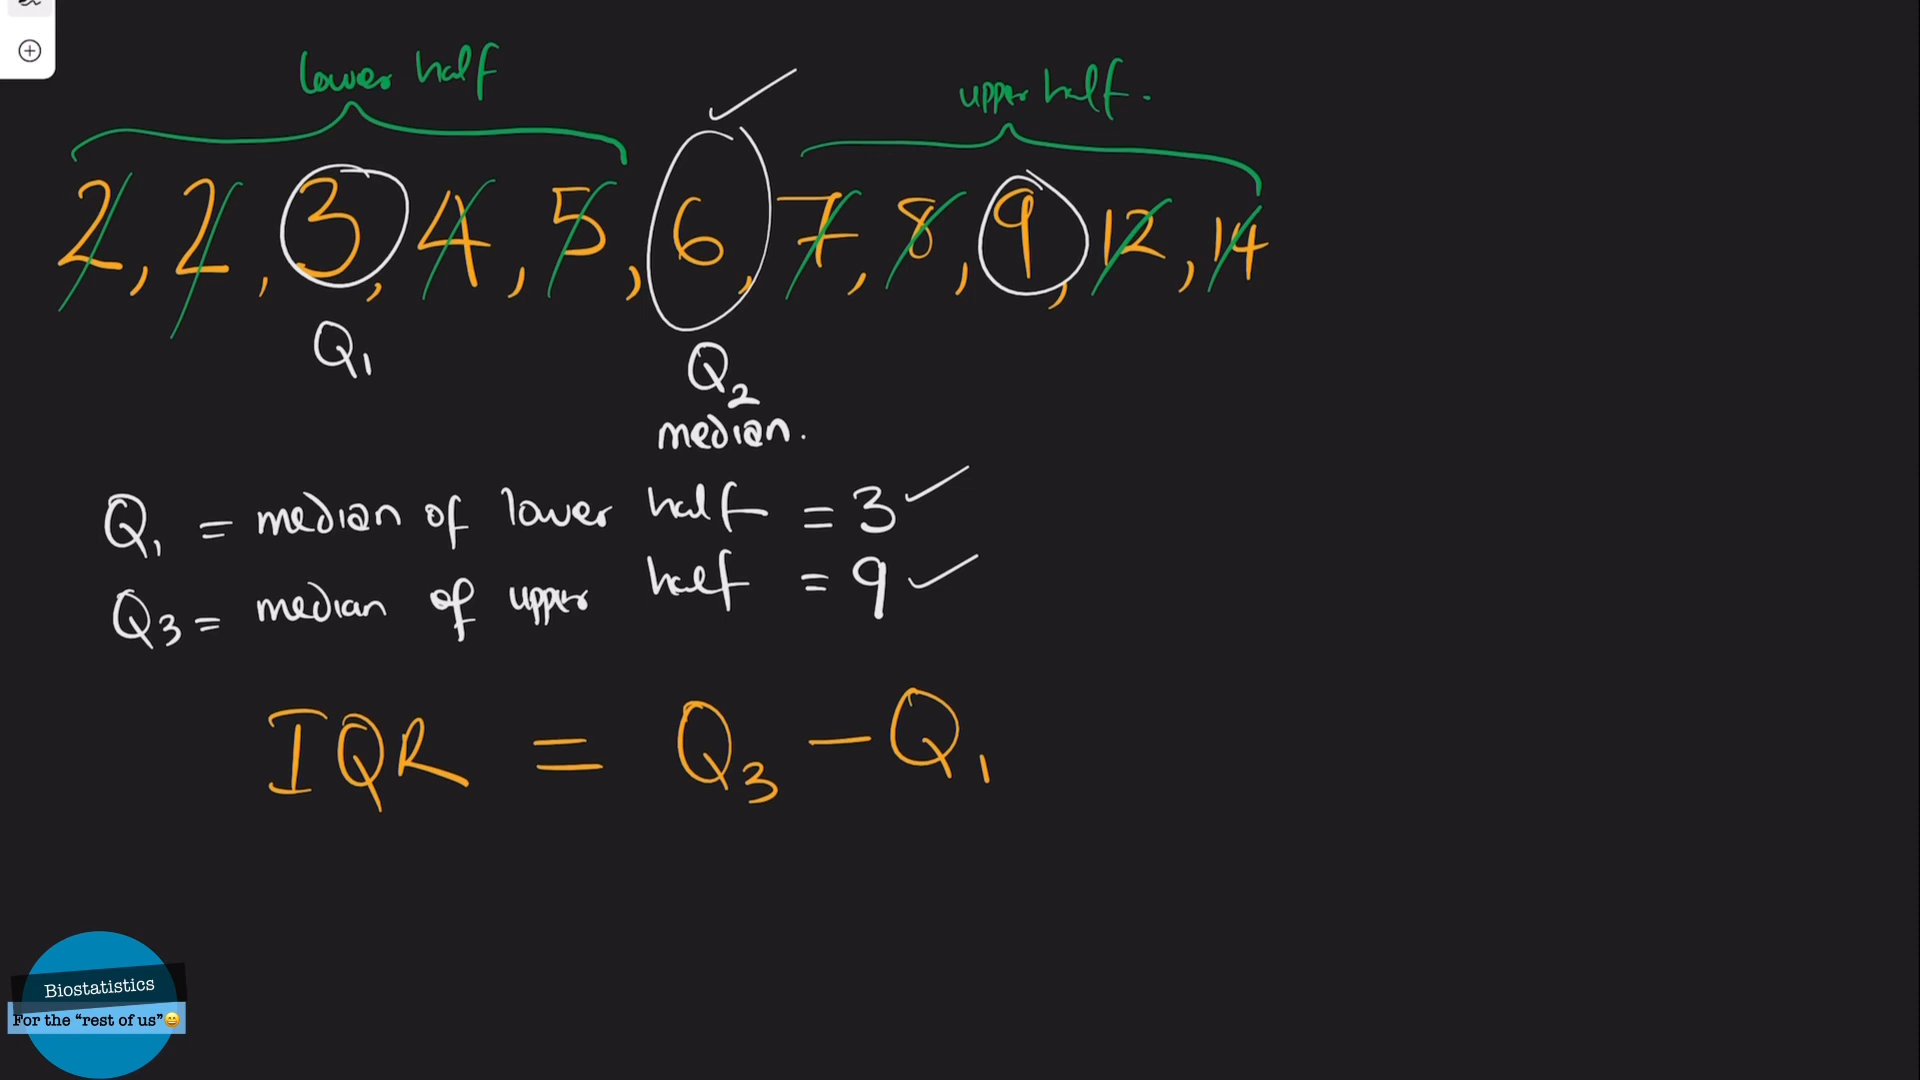 lower half
upper half.
2, 2, 3, 4, 5, 6, 7, 8, 9, 12, 14
Q1
Q2
median.
Q1 = median of lower half = 3
Q3 = median of upper half = 9
IQR = Q3 - Q1
Biostatistics
For the “rest of us”😄